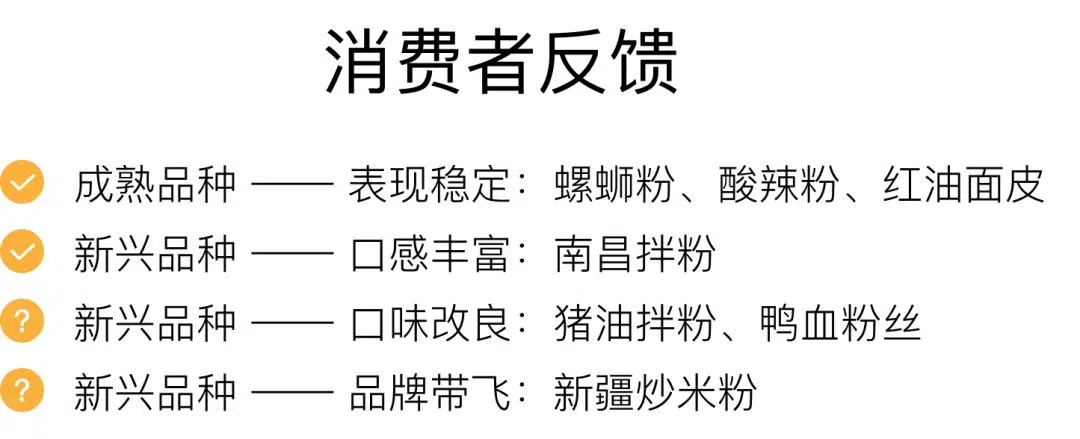 消费者反馈
成熟品种 —— 表现稳定：螺蛳粉、酸辣粉、红油面皮
新兴品种 —— 口感丰富：南昌拌粉
? 新兴品种 —— 口味改良：猪油拌粉、鸭血粉丝
? 新兴品种 —— 品牌带飞：新疆炒米粉